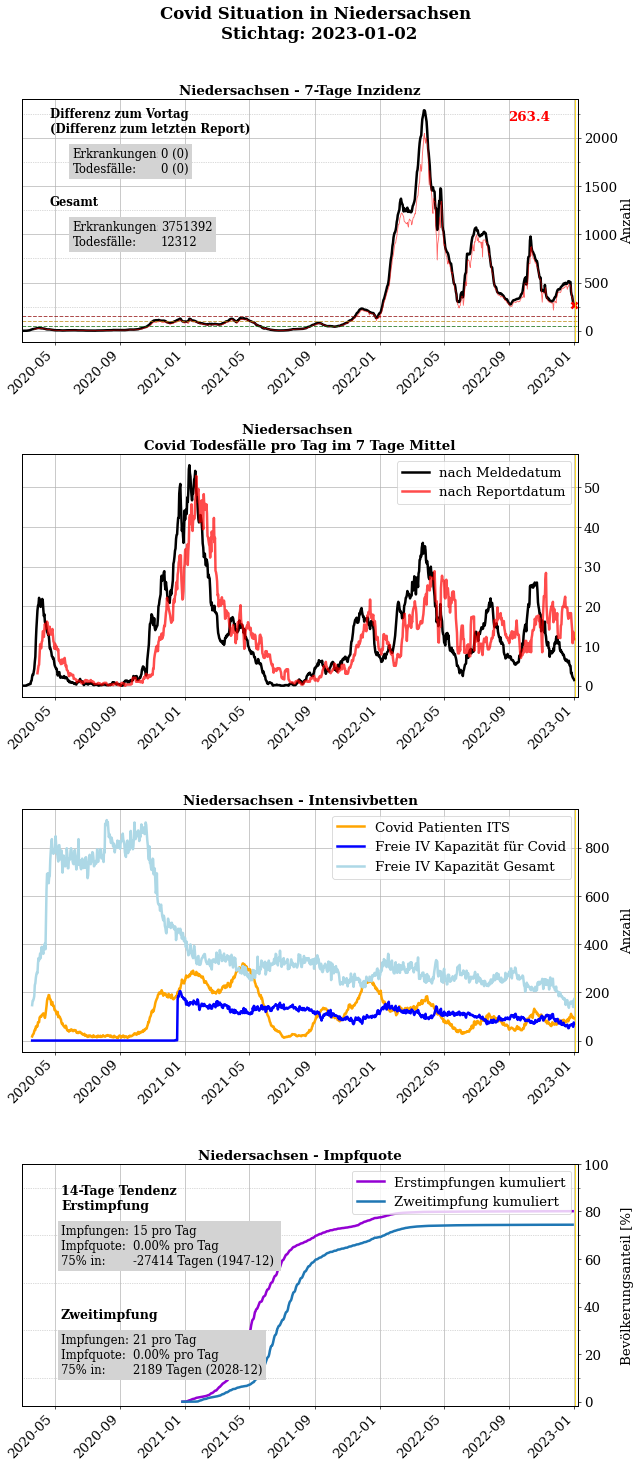 Covid Situation in Niedersachsen
Stichtag: 2023-01-02
Niedersachsen - 7-Tage Inzidenz
Differenz zum Vortag
(Differenz zum letzten Report)
Erkrankungen 0 (0)
Todesfälle: 0 (0)
Gesamt
Erkrankungen 3751392
Todesfälle: 12312
263.4
2000
1500
1000
500
0
Anzahl
2020-05 2020-09 2021-01 2021-05 2021-09 2022-01 2022-05 2022-09 2023-01
Niedersachsen
Covid Todesfälle pro Tag im 7 Tage Mittel
nach Meldedatum
nach Reportdatum
50
40
30
20
10
0
2020-05 2020-09 2021-01 2021-05 2021-09 2022-01 2022-05 2022-09 2023-01
Niedersachsen - Intensivbetten
Covid Patienten ITS
Freie IV Kapazität für Covid
Freie IV Kapazität Gesamt
800
600
400
200
0
Anzahl
2020-05 2020-09 2021-01 2021-05 2021-09 2022-01 2022-05 2022-09 2023-01
Niedersachsen - Impfquote
14-Tage Tendenz
Erstimpfung
Impfungen: 15 pro Tag
Impfquote: 0.00% pro Tag
75% in: -27414 Tagen (1947-12)
Zweitimpfung
Impfungen: 21 pro Tag
Impfquote: 0.00% pro Tag
75% in: 2189 Tagen (2028-12)
Erstimpfungen kumuliert
Zweitimpfung kumuliert
100
80
60
40
20
0
Bevölkerungsanteil [%]
2020-05 2020-09 2021-01 2021-05 2021-09 2022-01 2022-05 2022-09 2023-01